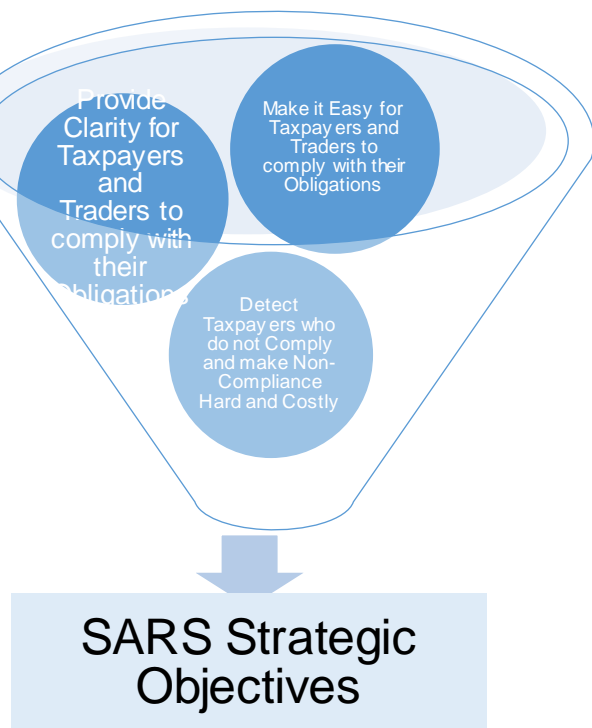 Provide
Clarity for
Taxpayers
and
Traders to
comply with
their
Obligations
Make it Easy for
Taxpayers and
Traders to
comply with their
Obligations
Detect
Taxpayers who
do not Comply
and make Non-
Compliance
Hard and Costly
SARS Strategic
Objectives